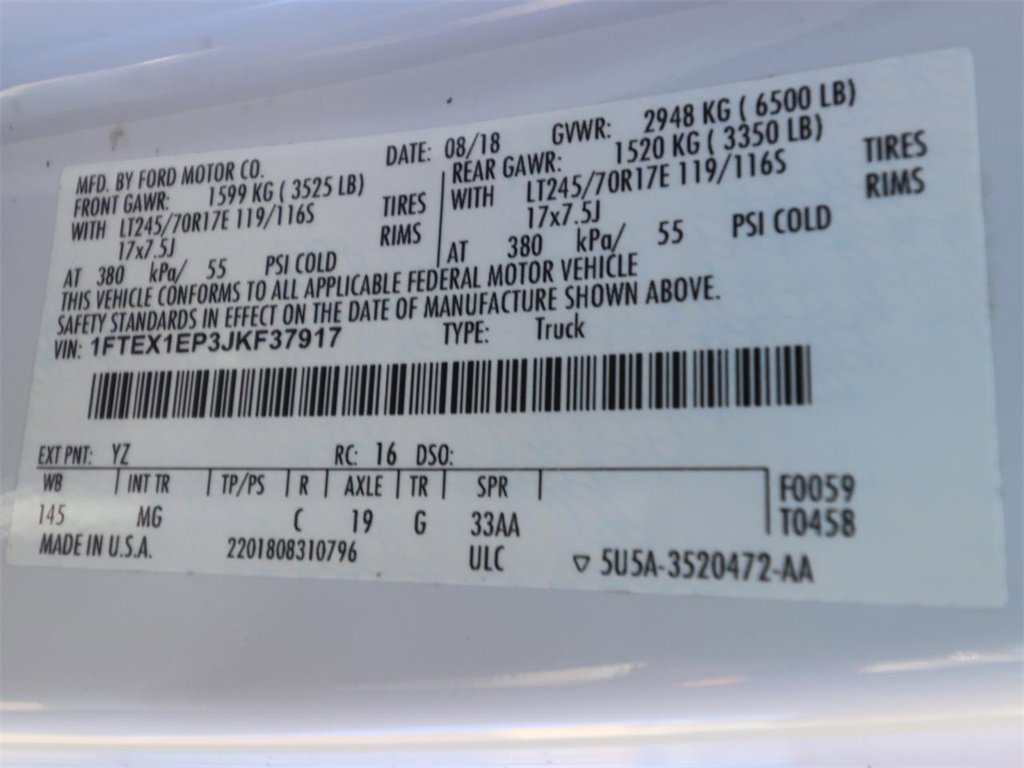 MFD. BY FORD MOTOR CO. DATE: 08/18 GVWR: 2948 KG ( 6500 LB)
FRONT GAWR: 1599 KG ( 3525 LB) REAR GAWR: 1520 KG ( 3350 LB)
WITH LT245/70R17E 119/116S TIRES WITH LT245/70R17E 119/116S TIRES
17x7.5J RIMS 17x7.5J RIMS
AT 380 kPa/ 55 PSI COLD AT 380 kPa/ 55 PSI COLD
THIS VEHICLE CONFORMS TO ALL APPLICABLE FEDERAL MOTOR VEHICLE
SAFETY STANDARDS IN EFFECT ON THE DATE OF MANUFACTURE SHOWN ABOVE.
VIN: 1FTEX1EP3JKF37917 TYPE: Truck
EXT PNT: YZ RC: 16 DSO:
WB INT TR TP/PS R AXLE TR SPR F0059
145 MG C 19 G 33AA T0458
MADE IN U.S.A. 2201808310796 ULC ▽ 5U5A-3520472-AA